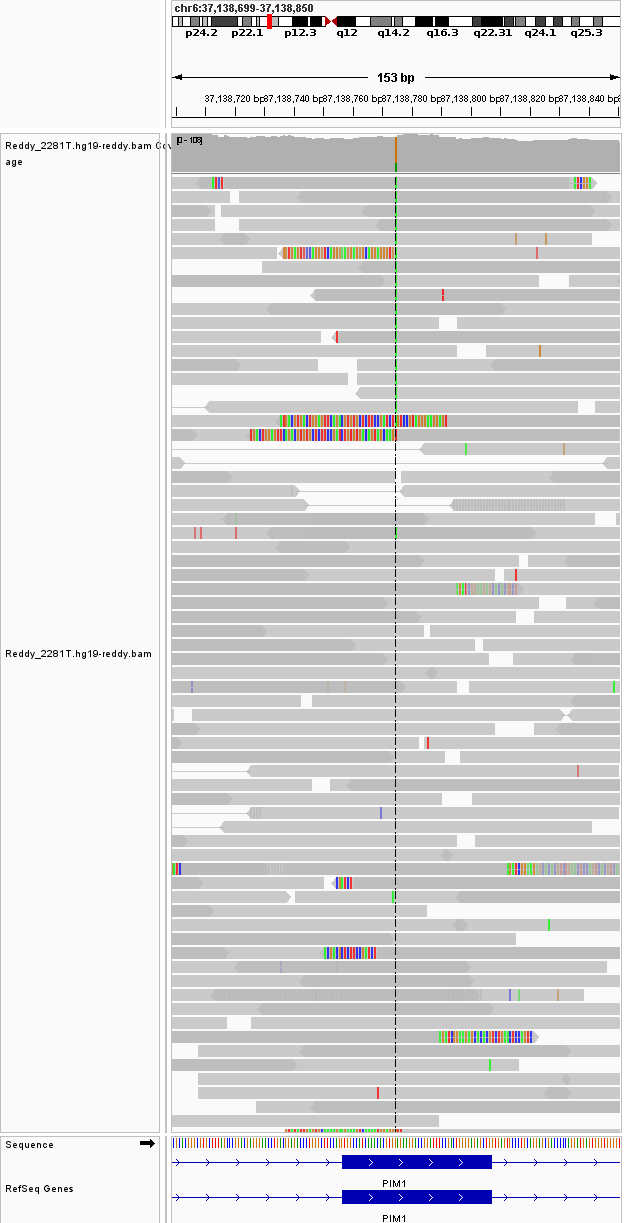 chr6:37,138,699-37,138,850
p24.2 p22.1 p12.3 q12 q14.2 q16.3 q22.31 q24.1 q25.3
153 bp
37,138,720 bp 37,138,740 bp 37,138,760 bp 37,138,780 bp 37,138,800 bp 37,138,820 bp 37,138,840 bp
Reddy_2281T.hg19-reddy.bam Cov
age
Reddy_2281T.hg19-reddy.bam
Sequence
RefSeq Genes
PIM1
PIM1